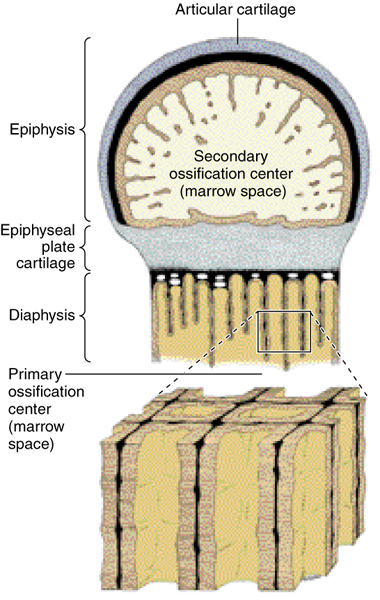 Articular cartilage
Epiphysis
Secondary
ossification center
(marrow space)
Epiphyseal
plate
cartilage
Diaphysis
Primary
ossification
center
(marrow
space)